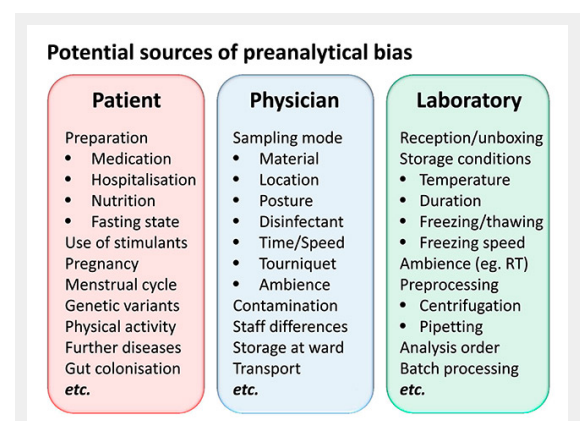 Potential sources of preanalytical bias
Patient
Preparation
• Medication
• Hospitalisation
• Nutrition
• Fasting state
Use of stimulants
Pregnancy
Menstrual cycle
Genetic variants
Physical activity
Further diseases
Gut colonisation
etc.
Physician
Sampling mode
• Material
• Location
• Posture
• Disinfectant
• Time/Speed
• Tourniquet
• Ambience
Contamination
Staff differences
Storage at ward
Transport
etc.
Laboratory
Reception/unboxing
Storage conditions
• Temperature
• Duration
• Freezing/thawing
• Freezing speed
Ambience (eg. RT)
Preprocessing
• Centrifugation
• Pipetting
Analysis order
Batch processing
etc.